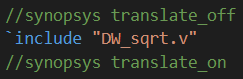 //synopsys translate_off
`include "DW_sqrt.v"
//synopsys translate_on